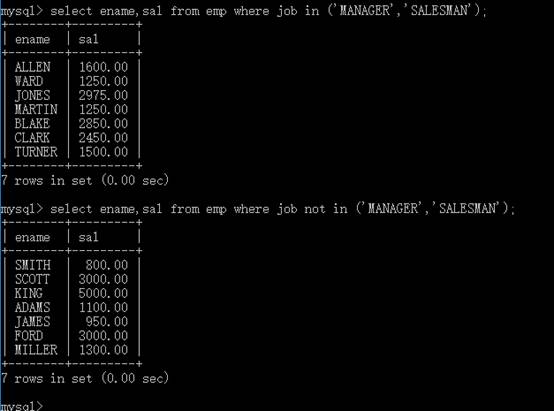 mysql> select ename,sal from emp where job in ('MANAGER','SALESMAN');
+--------+---------+
| ename  | sal     |
+--------+---------+
| ALLEN  | 1600.00 |
| WARD   | 1250.00 |
| JONES  | 2975.00 |
| MARTIN | 1250.00 |
| BLAKE  | 2850.00 |
| CLARK  | 2450.00 |
| TURNER | 1500.00 |
+--------+---------+
7 rows in set (0.00 sec)
mysql> select ename,sal from emp where job not in ('MANAGER','SALESMAN');
+--------+---------+
| ename  | sal     |
+--------+---------+
| SMITH  |  800.00 |
| SCOTT  | 3000.00 |
| KING   | 5000.00 |
| ADAMS  | 1100.00 |
| JAMES  |  950.00 |
| FORD   | 3000.00 |
| MILLER | 1300.00 |
+--------+---------+
7 rows in set (0.00 sec)
mysql>